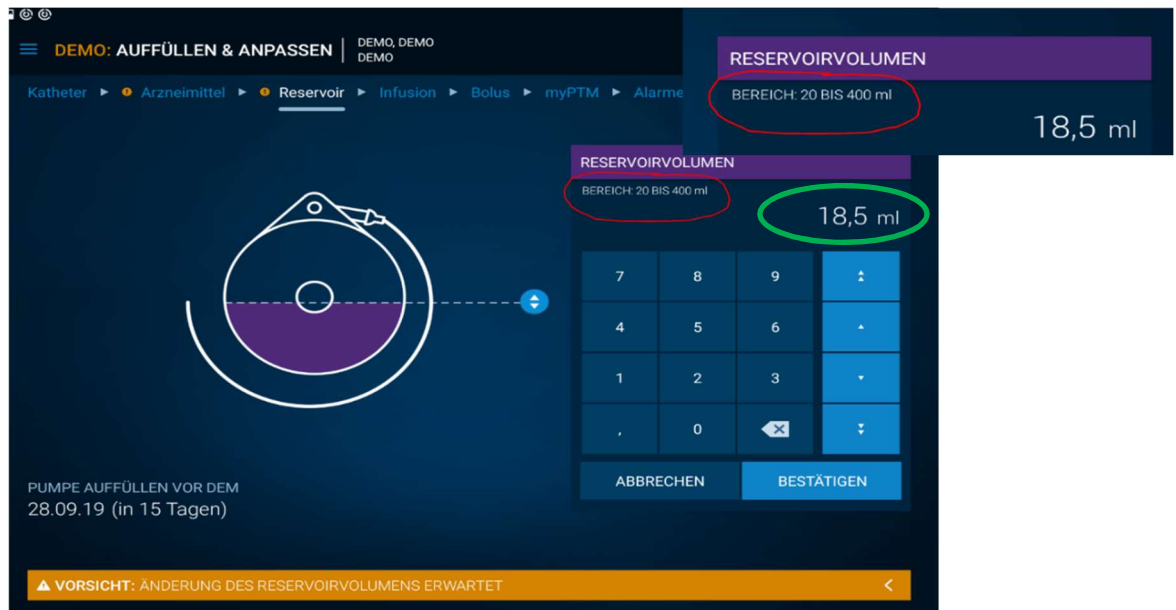 DEMO: AUFFÜLLEN & ANPASSEN
DEMO, DEMO
DEMO
Katheter ► Arzneimittel ► Reservoir ► Infusion ► Bolus ► myPTM ► Alarme
RESERVOIRVOLUMEN
BEREICH: 20 BIS 400 ml
18,5 ml
RESERVOIRVOLUMEN
BEREICH: 20 BIS 400 ml
18,5 ml
7 8 9
4 5 6
1 2 3
, 0
ABBRECHEN BESTÄTIGEN
PUMPE AUFFÜLLEN VOR DEM
28.09.19 (in 15 Tagen)
VORSICHT: ÄNDERUNG DES RESERVOIRVOLUMENS ERWARTET